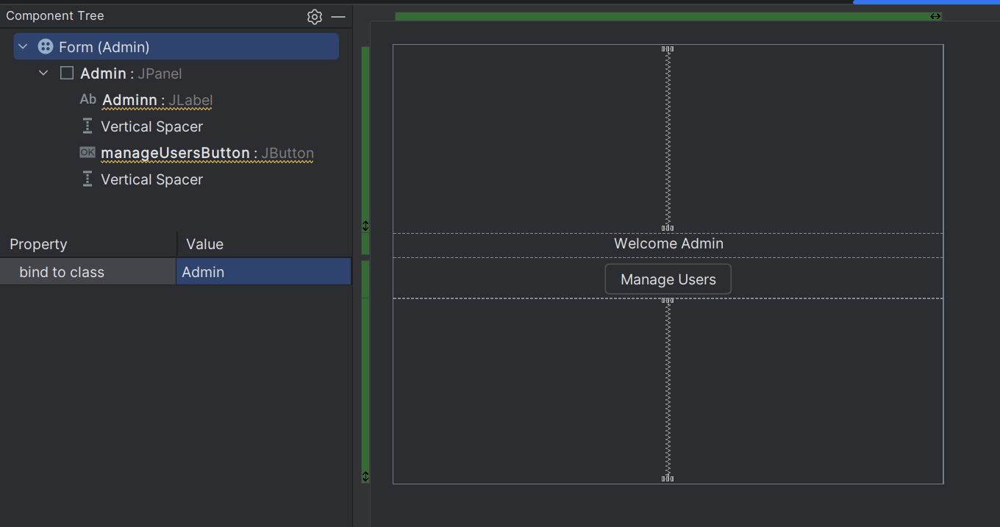 Component Tree
Form (Admin)
Admin : JPanel
Ab Adminn : JLabel
Vertical Spacer
OK manageUsersButton : JButton
Vertical Spacer
Property Value
bind to class Admin
Welcome Admin
Manage Users